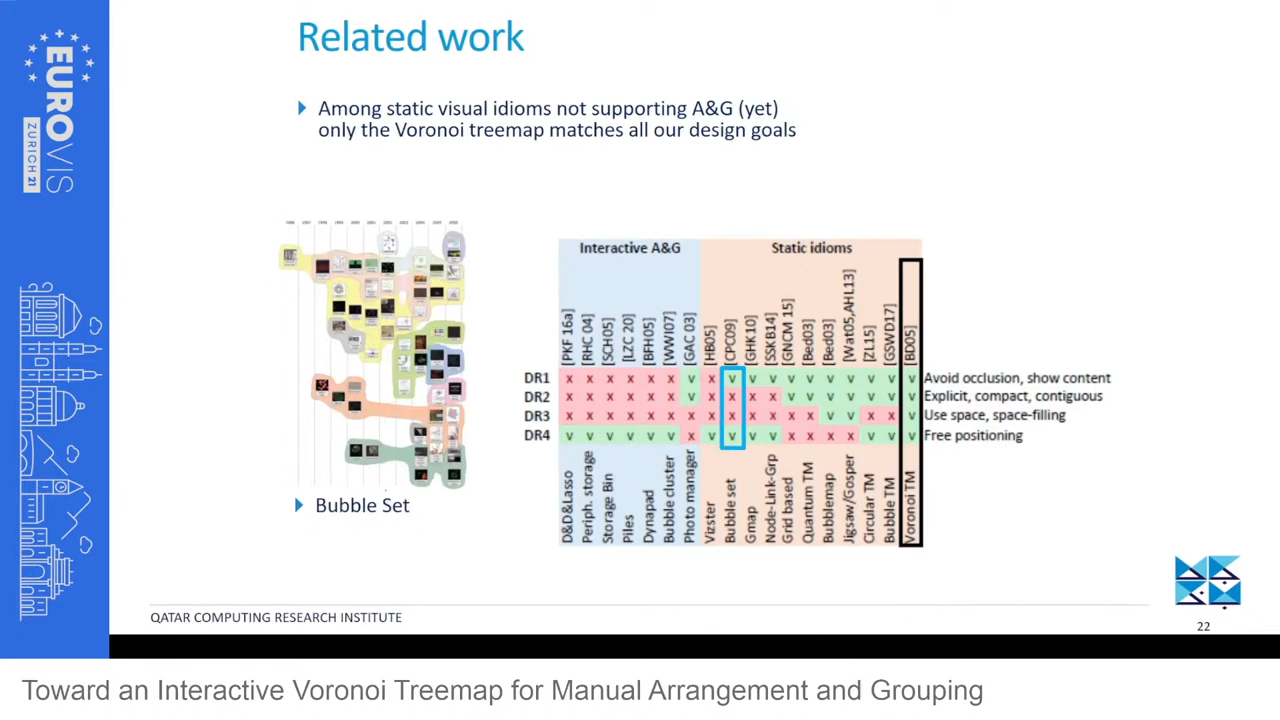 EUROVIS
ZURICH 21
Related work
Among static visual idioms not supporting A&G (yet)
only the Voronoi treemap matches all our design goals
Bubble Set
Interactive A&G
Static idioms
[PKF 16a]
[RHC 04]
[SCH05]
[LZC 20]
[BFH05]
[WWI07]
[GAC 03]
[HB05]
[CPC09]
[GHK10]
[SSKB14]
[GNCM 15]
[Bed03]
[Bed03]
[Wat05,AHL13]
[ZL15]
[GSWD17]
[BD05]
DR1 x x x x x x v x v v v v v v v v v v Avoid occlusion, show content
DR2 x x x x x x v x x x x v v v v v v v Explicit, compact, contiguous
DR3 x x x x x x x x x x x x x v v x x v Use space, space-filling
DR4 v v v v v v x v v v v x x x x v v v Free positioning
D&D&Lasso
Periph. storage
Storage Bin
Piles
Dynapad
Bubble cluster
Photo manager
Vizster
Bubble set
Gmap
Node-Link-Grp
Grid based
Quantum TM
Bubblemap
Jigsaw/Gosper
Circular TM
Bubble TM
Voronoi TM
QATAR COMPUTING RESEARCH INSTITUTE
22
Toward an Interactive Voronoi Treemap for Manual Arrangement and Grouping